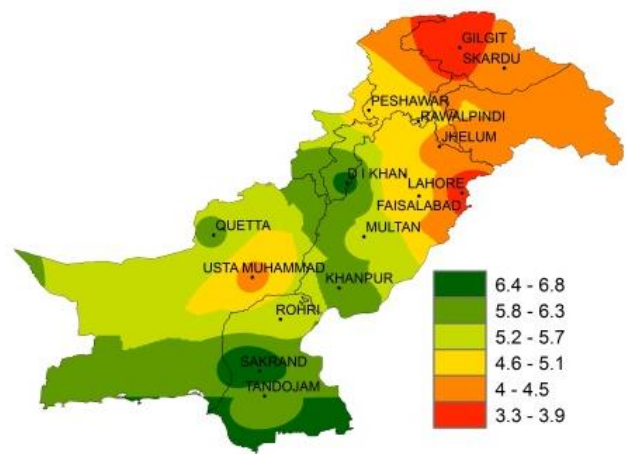 GILGIT
SKARDU
PESHAWAR
RAWALPINDI
JHELUM
D I KHAN
LAHORE
FAISALABAD
QUETTA
MULTAN
USTA MUHAMMAD
KHANPUR
ROHRI
SAKRAND
TANDOJAM
6.4 - 6.8
5.8 - 6.3
5.2 - 5.7
4.6 - 5.1
4 - 4.5
3.3 - 3.9